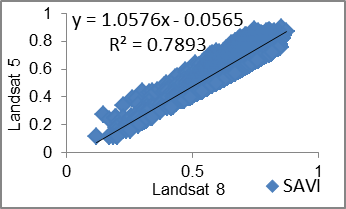 y = 1.0576x - 0.0565
R² = 0.7893
1
0.8
0.6
0.4
0.2
0
Landsat 5
0
0.5
1
Landsat 8
SAVI